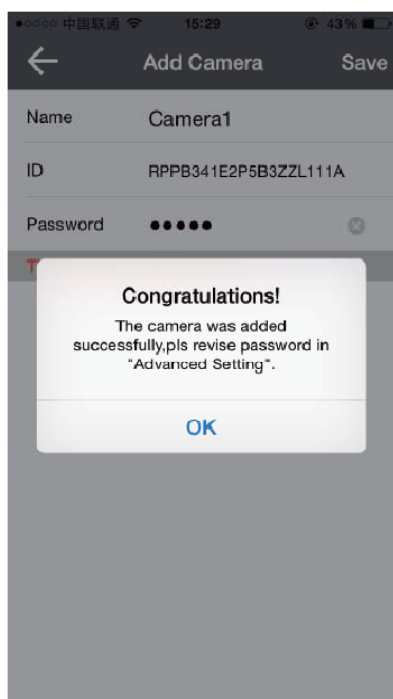 中国联通 15:29 43%
Add Camera Save
Name Camera1
ID RPPB341E2P5B3ZZL111A
Password •••••
T
Congratulations!
The camera was added
successfully,pls revise password in
"Advanced Setting".
OK